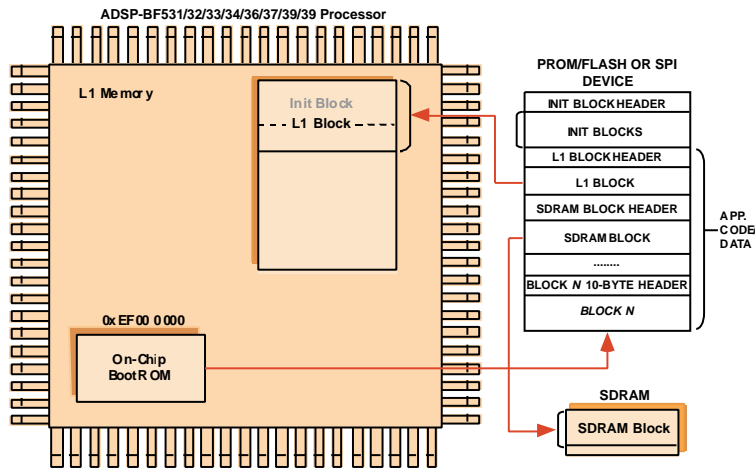 ADSP-BF531/32/33/34/36/37/39/39 Processor
L1 Memory
Init Block
L1 Block
0xEF00 0000
On-Chip
BootROM
PROM/FLASH OR SPI
DEVICE
INIT BLOCK HEADER
INIT BLOCKS
L1 BLOCK HEADER
L1 BLOCK
SDRAM BLOCK HEADER
SDRAM BLOCK
........
BLOCK N 10-BYTE HEADER
BLOCK N
APP.
CODE/
DATA
SDRAM
SDRAM Block